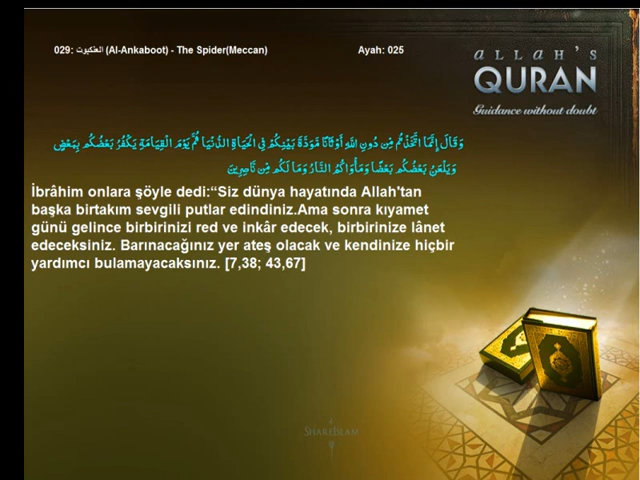 029: العنكبوت (Al-Ankaboot) - The Spider(Meccan) Ayah: 025
ALLAH'S
QURAN
Guidance without doubt
وَقَالَ إِنَّمَا اتَّخَذْتُم مِّن دُونِ اللَّهِ أَوْثَانًا مَّوَدَّةَ بَيْنِكُمْ فِي الْحَيَاةِ الدُّنْيَا ثُمَّ يَوْمَ الْقِيَامَةِ يَكْفُرُ بَعْضُكُم بِبَعْضٍ
وَيَلْعَنُ بَعْضُكُم بَعْضًا وَمَأْوَاكُمُ النَّارُ وَمَا لَكُم مِّن نَّاصِرِينَ
İbrâhim onlara şöyle dedi:“Siz dünya hayatında Allah'tan
başka birtakım sevgili putlar edindiniz.Ama sonra kıyamet
günü gelince birbirinizi red ve inkâr edecek, birbirinize lânet
edeceksiniz. Barınacağınız yer ateş olacak ve kendinize hiçbir
yardımcı bulamayacaksınız. [7,38; 43,67]
SHAREISLAM